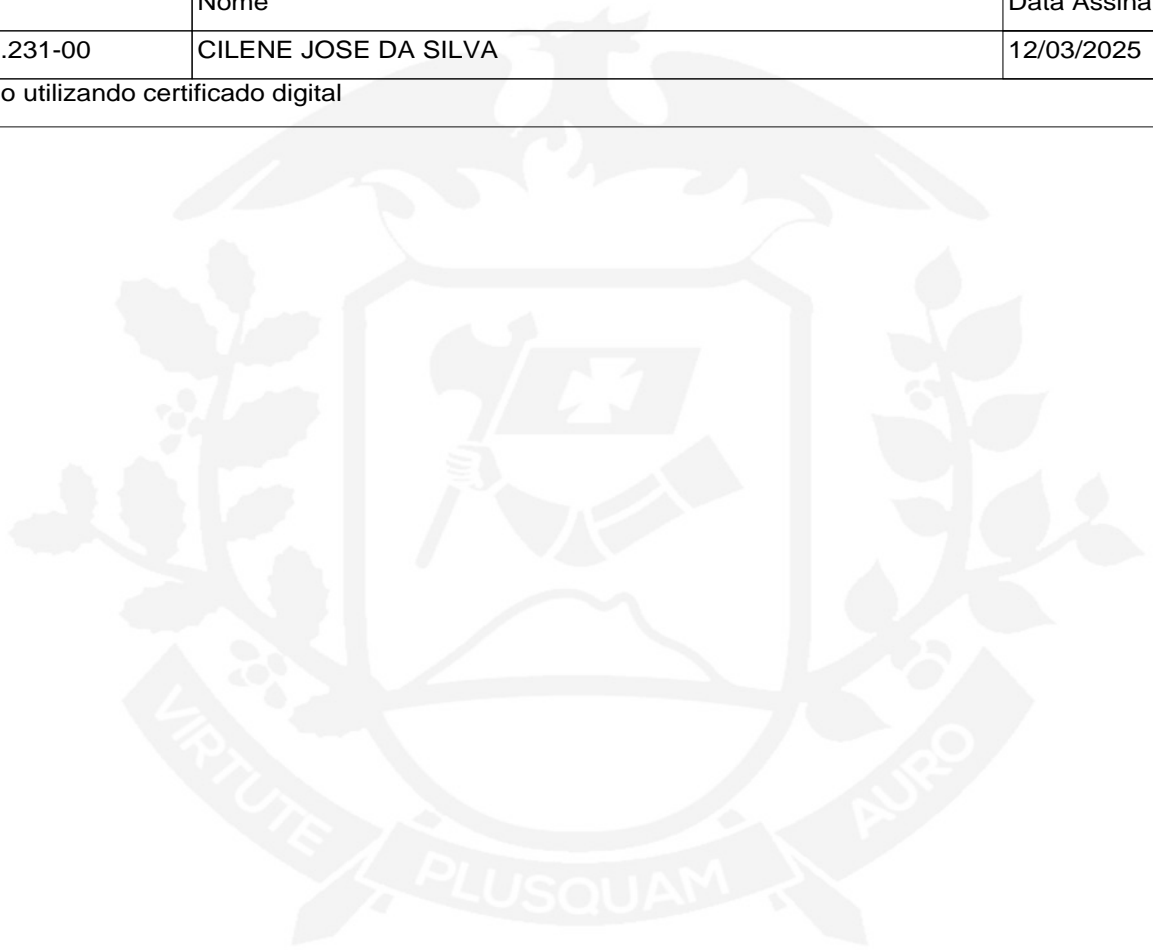 Nome Data Assina
.231-00 CILENE JOSE DA SILVA 12/03/2025
o utilizando certificado digital
VIRTUTE PLUSQUAM AURO